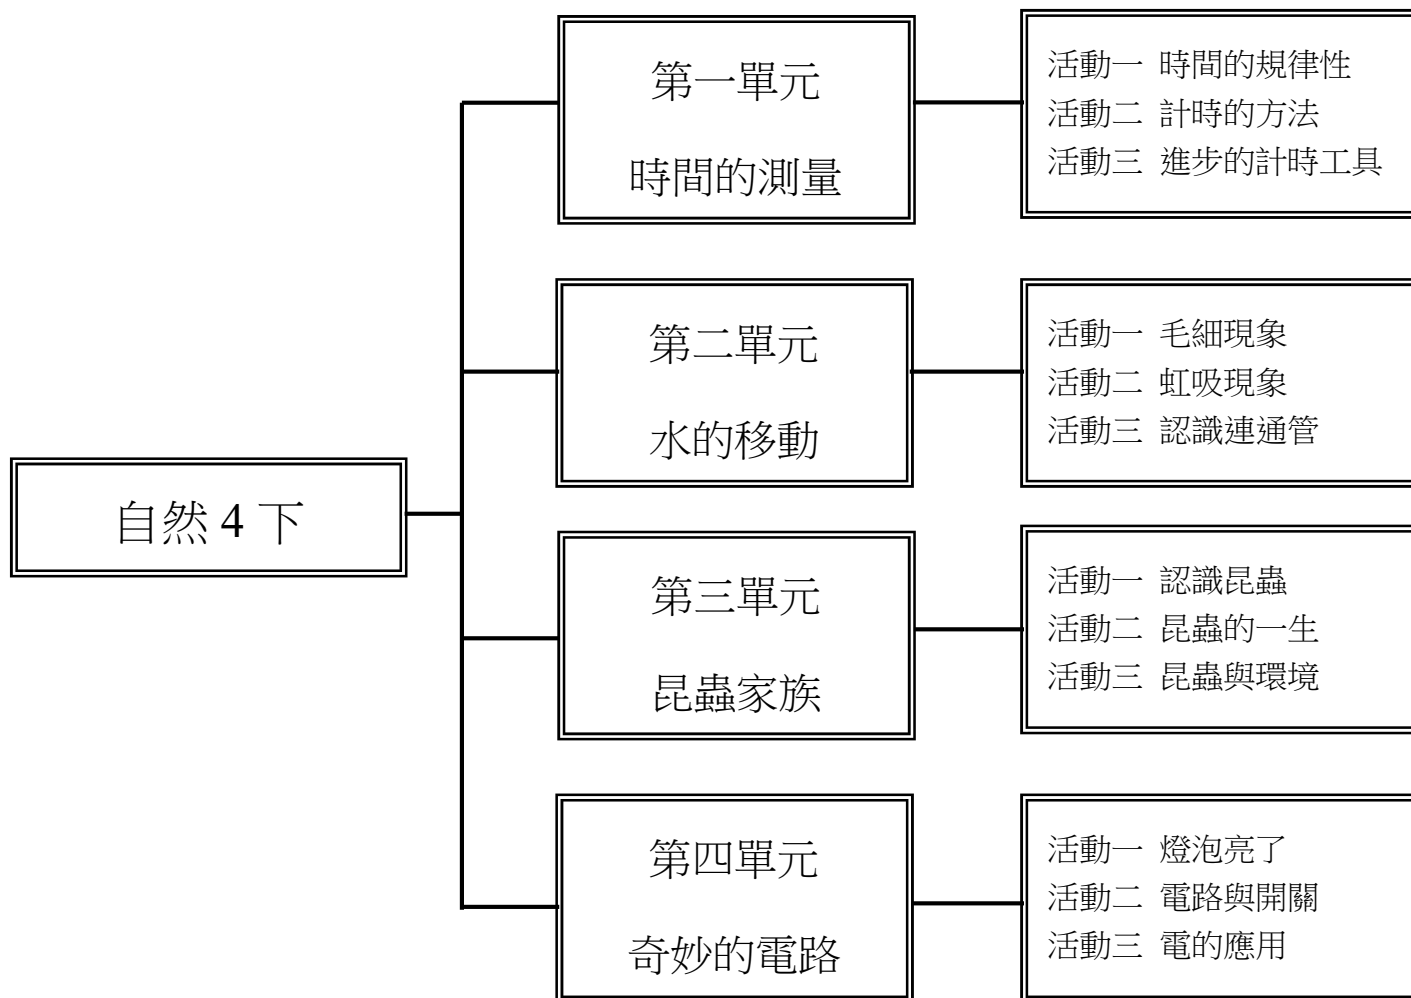 自然 4 下
第一單元
時間的測量
活動一 時間的規律性
活動二 計時的方法
活動三 進步的計時工具
第二單元
水的移動
活動一 毛細現象
活動二 虹吸現象
活動三 認識連通管
第三單元
昆蟲家族
活動一 認識昆蟲
活動二 昆蟲的一生
活動三 昆蟲與環境
第四單元
奇妙的電路
活動一 燈泡亮了
活動二 電路與開關
活動三 電的應用